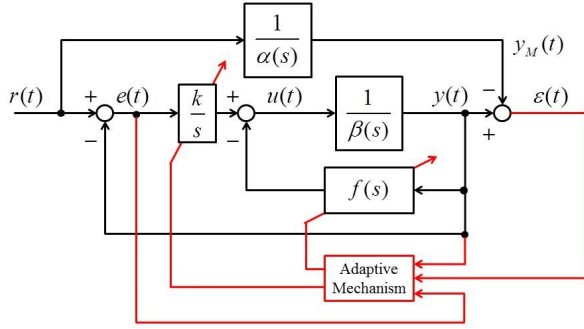 1
α(s)
y_M(t)
r(t)
+
e(t)
k
s
+
u(t)
1
β(s)
y(t)
−
ε(t)
−
−
+
f(s)
Adaptive
Mechanism